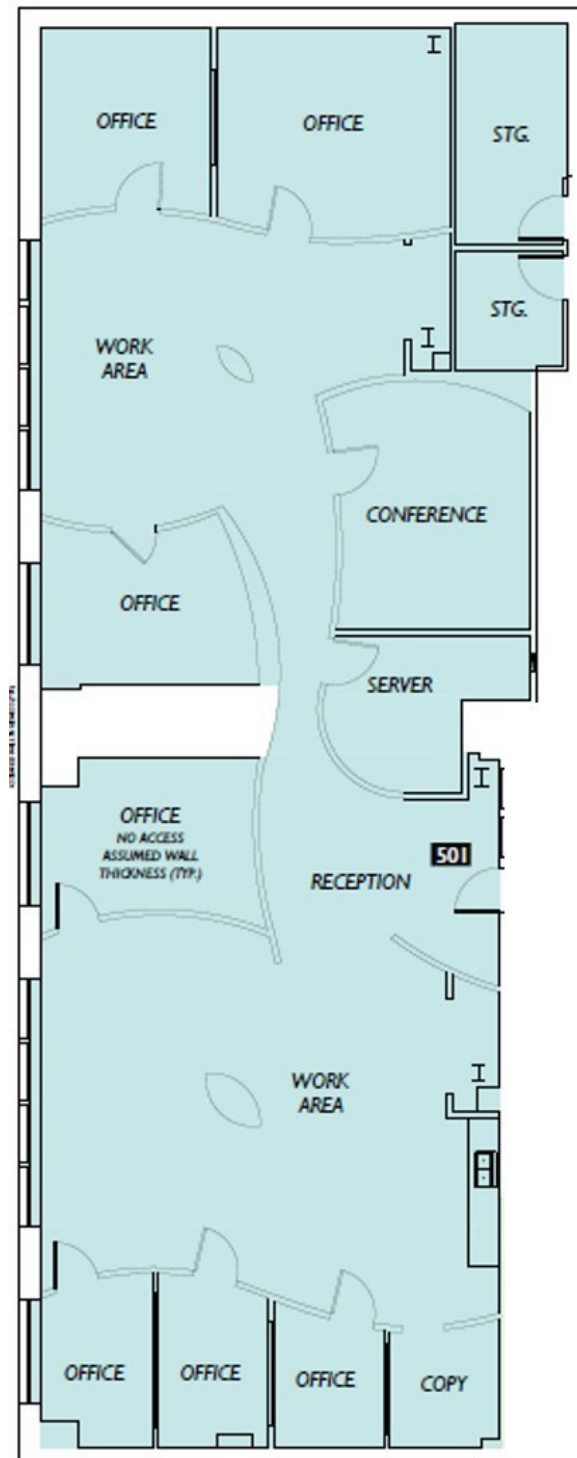 OFFICE
OFFICE
STG.
STG.
WORK
AREA
CONFERENCE
OFFICE
SERVER
OFFICE
NO ACCESS
ASSUMED WALL
THICKNESS (TYP.)
501
RECEPTION
WORK
AREA
OFFICE
OFFICE
OFFICE
COPY